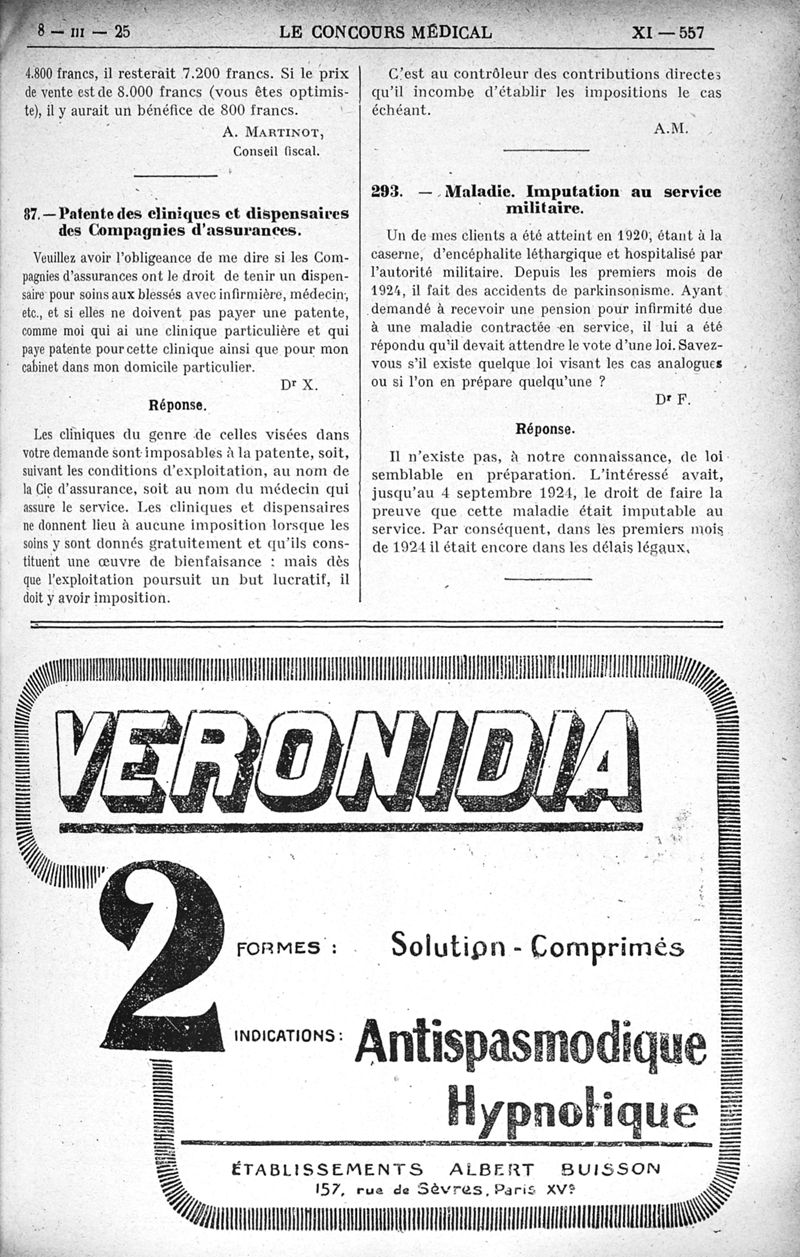 8 — III — 25
LE CONCOURS MÉDICAL
XI — 557
4.800 francs, il resterait 7.200 francs. Si le prix
de vente est de 8.000 francs (vous êtes optimis-
te), il y aurait un bénéfice de 800 francs.
A. MARTINOT,
Conseil fiscal.
87. — Patente des cliniques et dispensaires
des Compagnies d'assurances.
Veuillez avoir l'obligeance de me dire si les Com-
pagnies d'assurances ont le droit de tenir un dispen-
saire pour soins aux blessés avec infirmière, médecin,
etc., et si elles ne doivent pas payer une patente,
comme moi qui ai une clinique particulière et qui
paye patente pour cette clinique ainsi que pour mon
cabinet dans mon domicile particulier.
Dr X.
Réponse.
Les cliniques du genre de celles visées dans
votre demande sont imposables à la patente, soit,
suivant les conditions d'exploitation, au nom de
la Cie d'assurance, soit au nom du médecin qui
assure le service. Les cliniques et dispensaires
ne donnent lieu à aucune imposition lorsque les
soins y sont donnés gratuitement et qu'ils cons-
tituent une œuvre de bienfaisance : mais dès
que l'exploitation poursuit un but lucratif, il
doit y avoir imposition.
C'est au contrôleur des contributions directes
qu'il incombe d'établir les impositions le cas
échéant.
A.M.
293. — Maladie. Imputation au service
militaire.
Un de mes clients a été atteint en 1920, étant à la
caserne, d'encéphalite léthargique et hospitalisé par
l'autorité militaire. Depuis les premiers mois de
1924, il fait des accidents de parkinsonisme. Ayant
demandé à recevoir une pension pour infirmité due
à une maladie contractée en service, il lui a été
répondu qu'il devait attendre le vote d'une loi. Savez-
vous s'il existe quelque loi visant les cas analogues
ou si l'on en prépare quelqu'une ?
Dr F.
Réponse.
Il n'existe pas, à notre connaissance, de loi
semblable en préparation. L'intéressé avait,
jusqu'au 4 septembre 1924, le droit de faire la
preuve que cette maladie était imputable au
service. Par conséquent, dans les premiers mois
de 1924 il était encore dans les délais légaux.
VERONIDIA
2
FORMES : Solution - Comprimés
INDICATIONS : Antispasmodique
Hypnotique
ÉTABLISSEMENTS ALBERT BUISSON
157, rue de Sèvres, Paris XVe